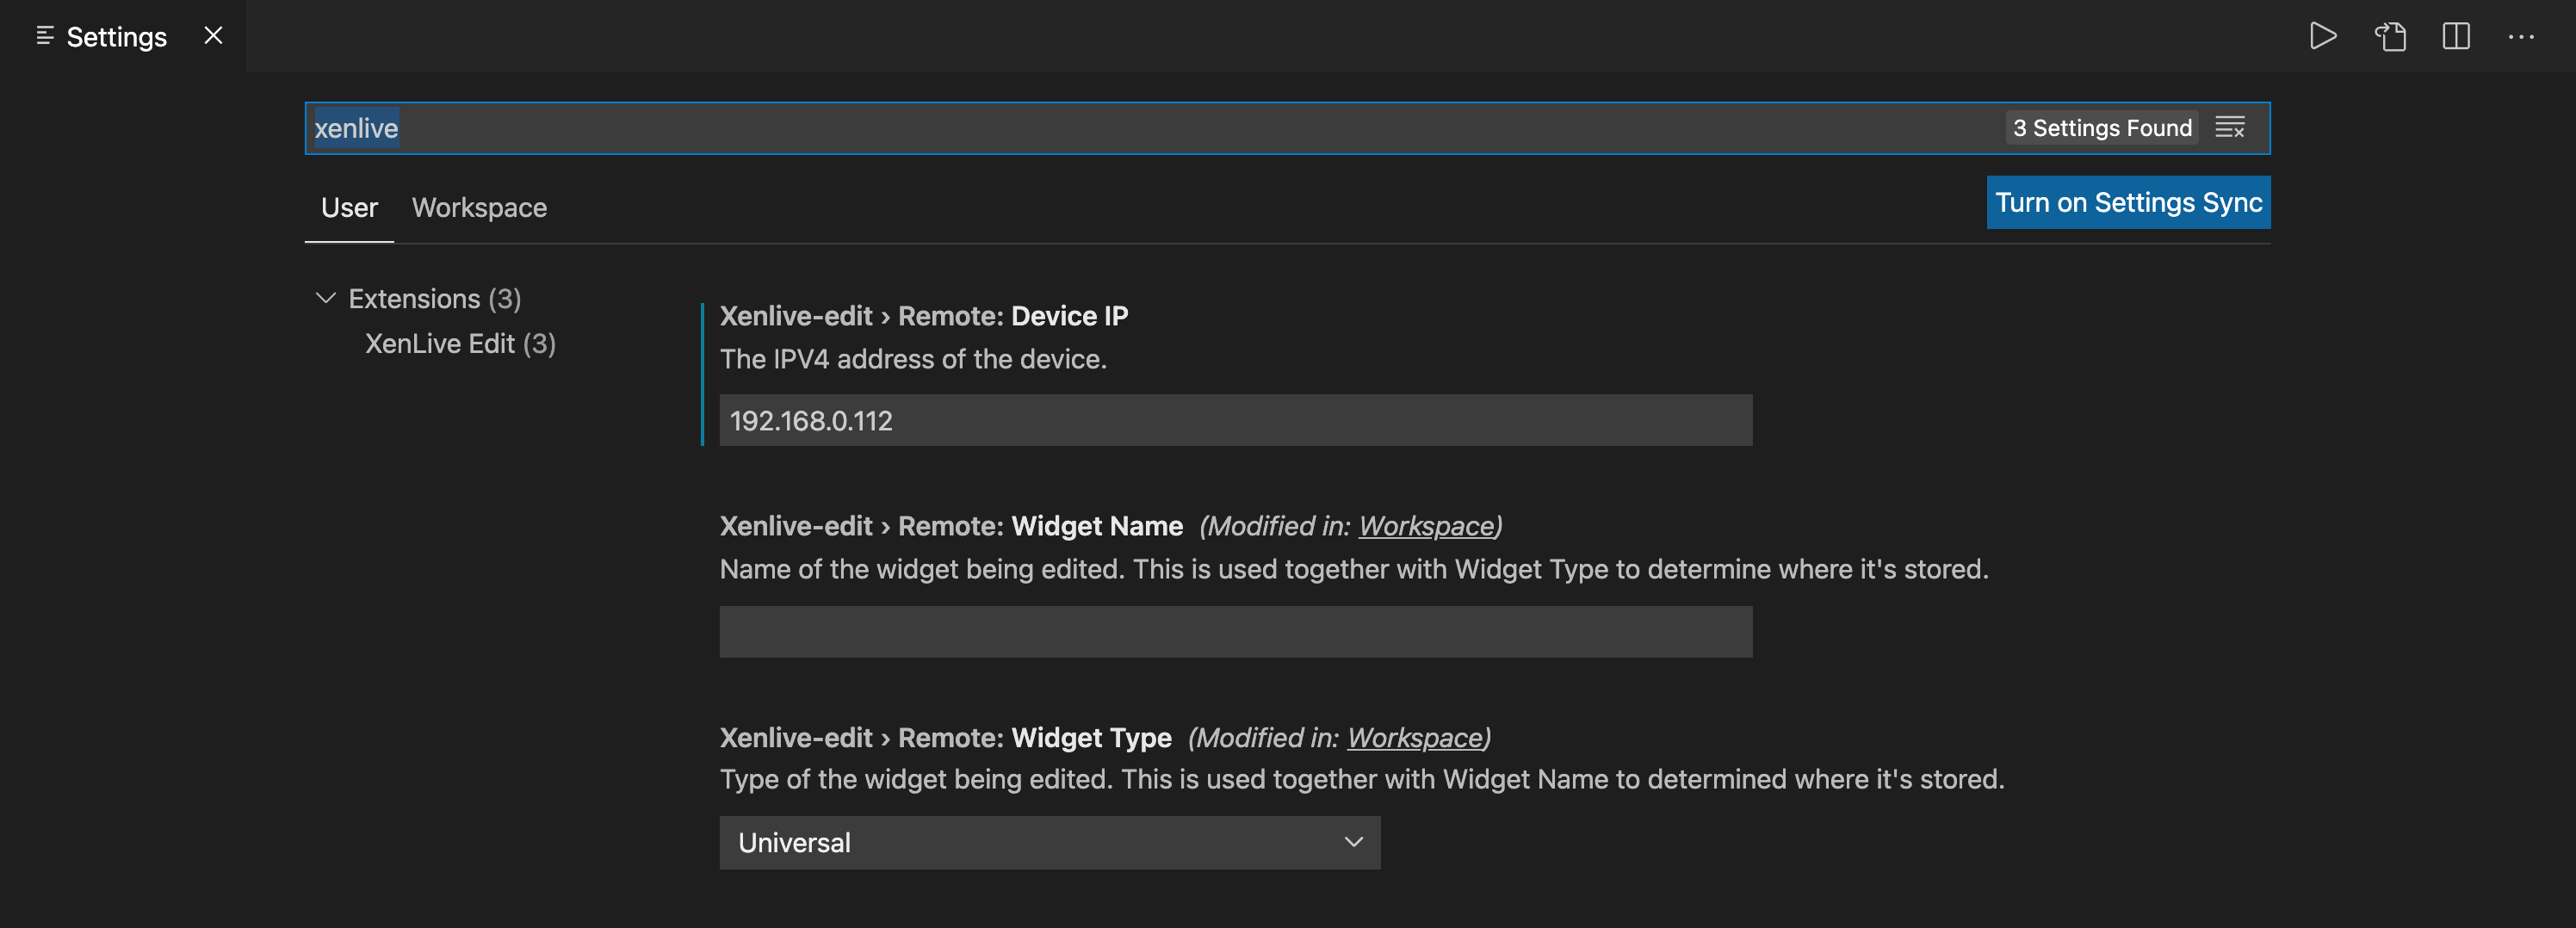 Settings
xenlive
3 Settings Found
User Workspace
Turn on Settings Sync
Extensions (3)
XenLive Edit (3)
Xenlive-edit › Remote: Device IP
The IPV4 address of the device.
192.168.0.112
Xenlive-edit › Remote: Widget Name (Modified in: Workspace)
Name of the widget being edited. This is used together with Widget Type to determine where it's stored.
Xenlive-edit › Remote: Widget Type (Modified in: Workspace)
Type of the widget being edited. This is used together with Widget Name to determined where it's stored.
Universal